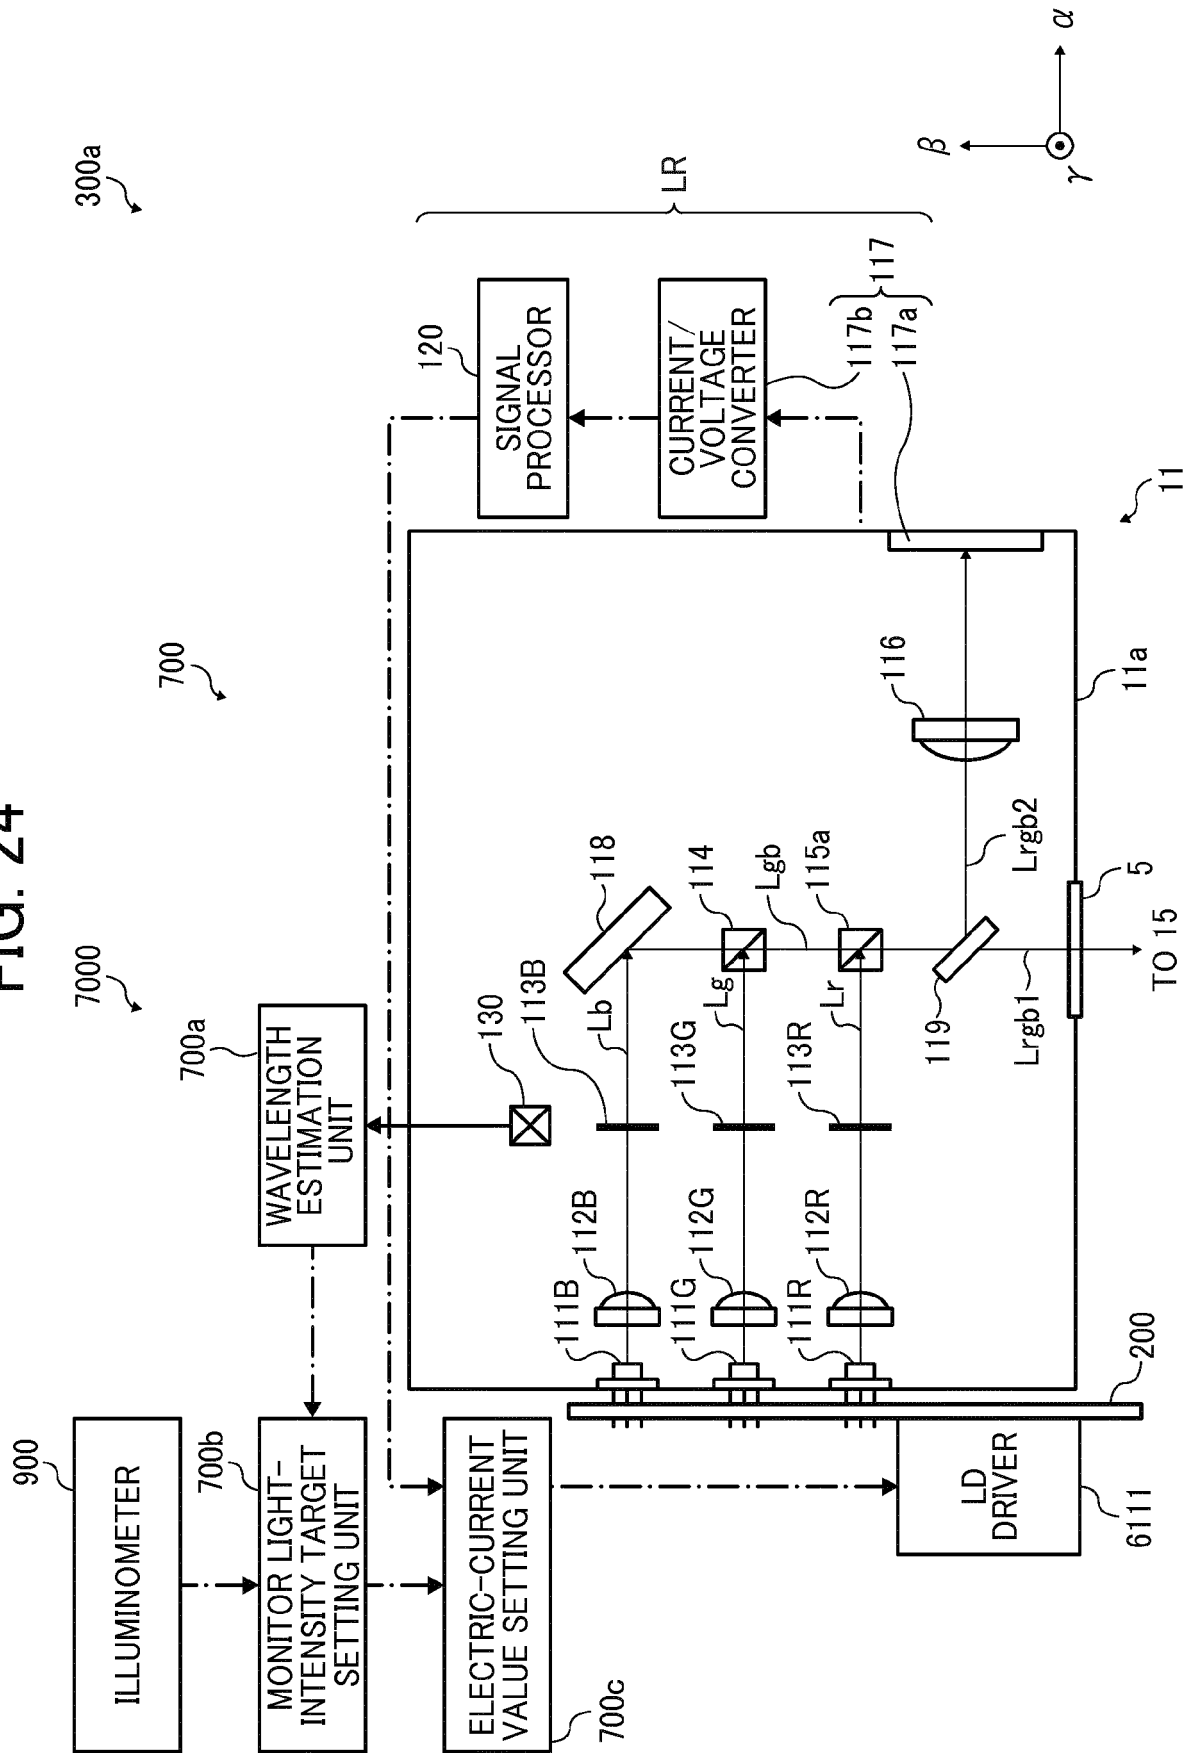 FIG. 24
7000
700
300a
900
ILLUMINOMETER
700b
MONITOR LIGHT-
INTENSITY TARGET
SETTING UNIT
700a
WAVELENGTH
ESTIMATION
UNIT
ELECTRIC-CURRENT
VALUE SETTING UNIT
700c
120
SIGNAL
PROCESSOR
CURRENT/
VOLTAGE
CONVERTER
LR
117b
117a
117
130
111B
112B
113B
Lb
118
111G
112G
113G
Lg
114
Lgb
111R
112R
113R
Lr
115a
116
119
Lrgb1
Lrgb2
5
TO 15
11a
11
LD
DRIVER
6111
200
β
α
γ